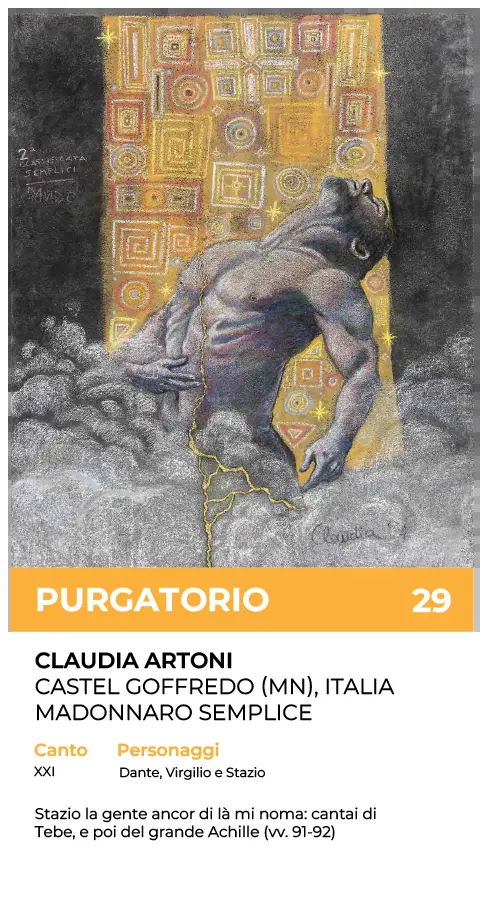 2ª
CLASSIFICATA
SEMPLICI
Claudia
PURGATORIO 29
CLAUDIA ARTONI
CASTEL GOFFREDO (MN), ITALIA
MADONNARO SEMPLICE
Canto Personaggi
XXI Dante, Virgilio e Stazio
Stazio la gente ancor di là mi noma: cantai di
Tebe, e poi del grande Achille (vv. 91-92)